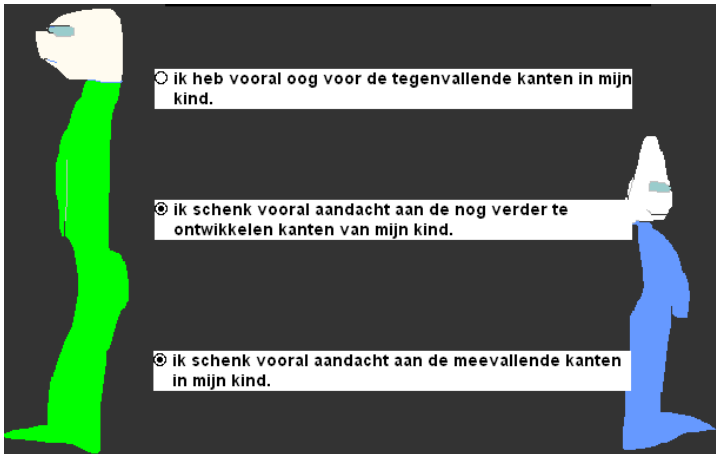 ik heb vooral oog voor de tegenvallende kanten in mijn
kind.
ik schenk vooral aandacht aan de nog verder te
ontwikkelen kanten van mijn kind.
ik schenk vooral aandacht aan de meevallende kanten
in mijn kind.